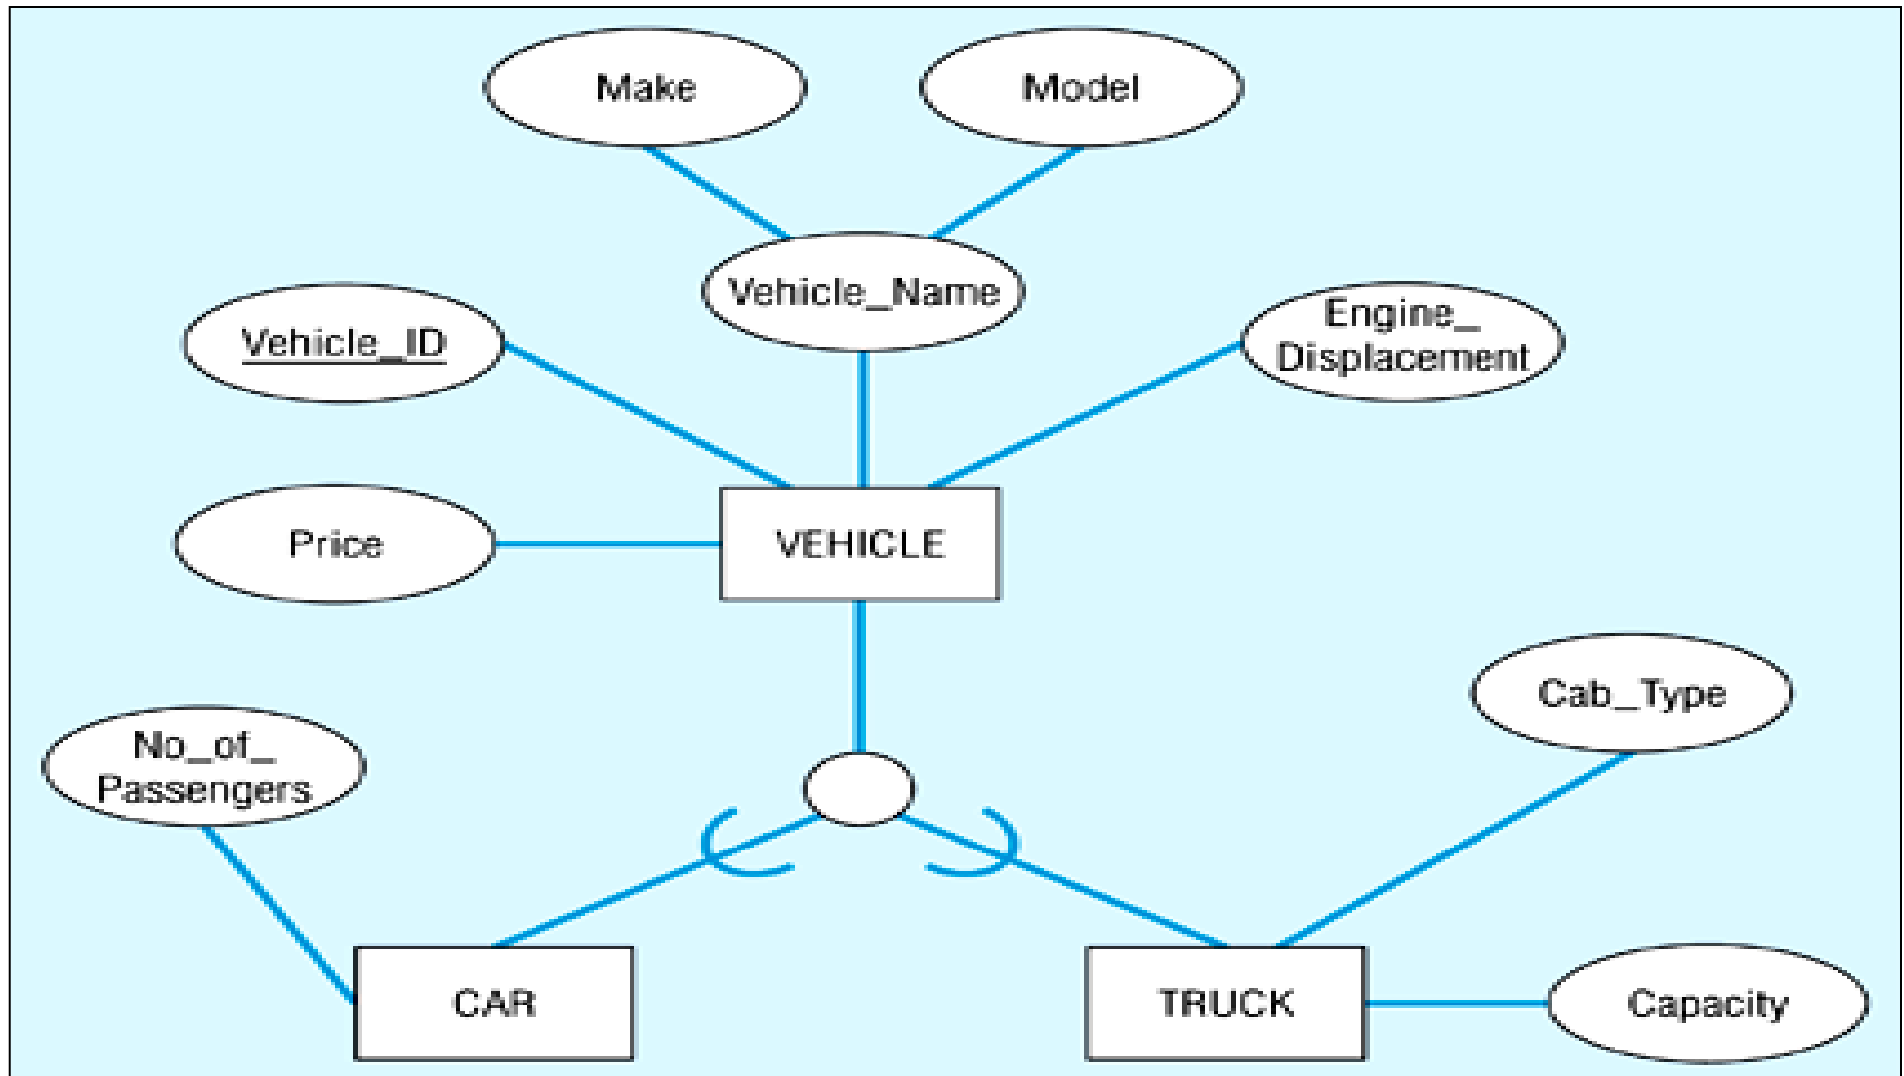 Make
Model
Vehicle_Name
Vehicle_ID
Engine_
Displacement
Price
VEHICLE
Cab_Type
No_of_
Passengers
CAR
TRUCK
Capacity